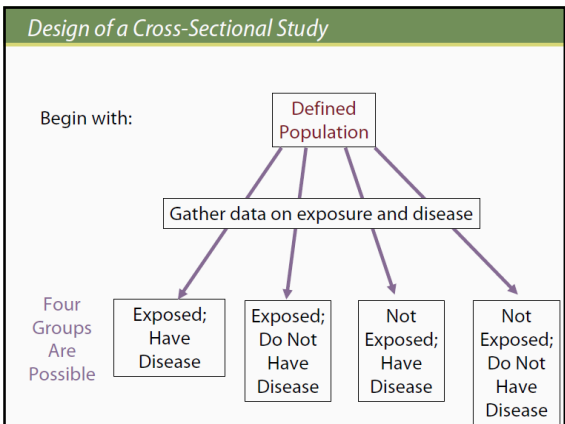 Design of a Cross-Sectional Study
Begin with:
Defined
Population
Gather data on exposure and disease
Four
Groups
Are
Possible
Exposed;
Have
Disease
Exposed;
Do Not
Have
Disease
Not
Exposed;
Have
Disease
Not
Exposed;
Do Not
Have
Disease